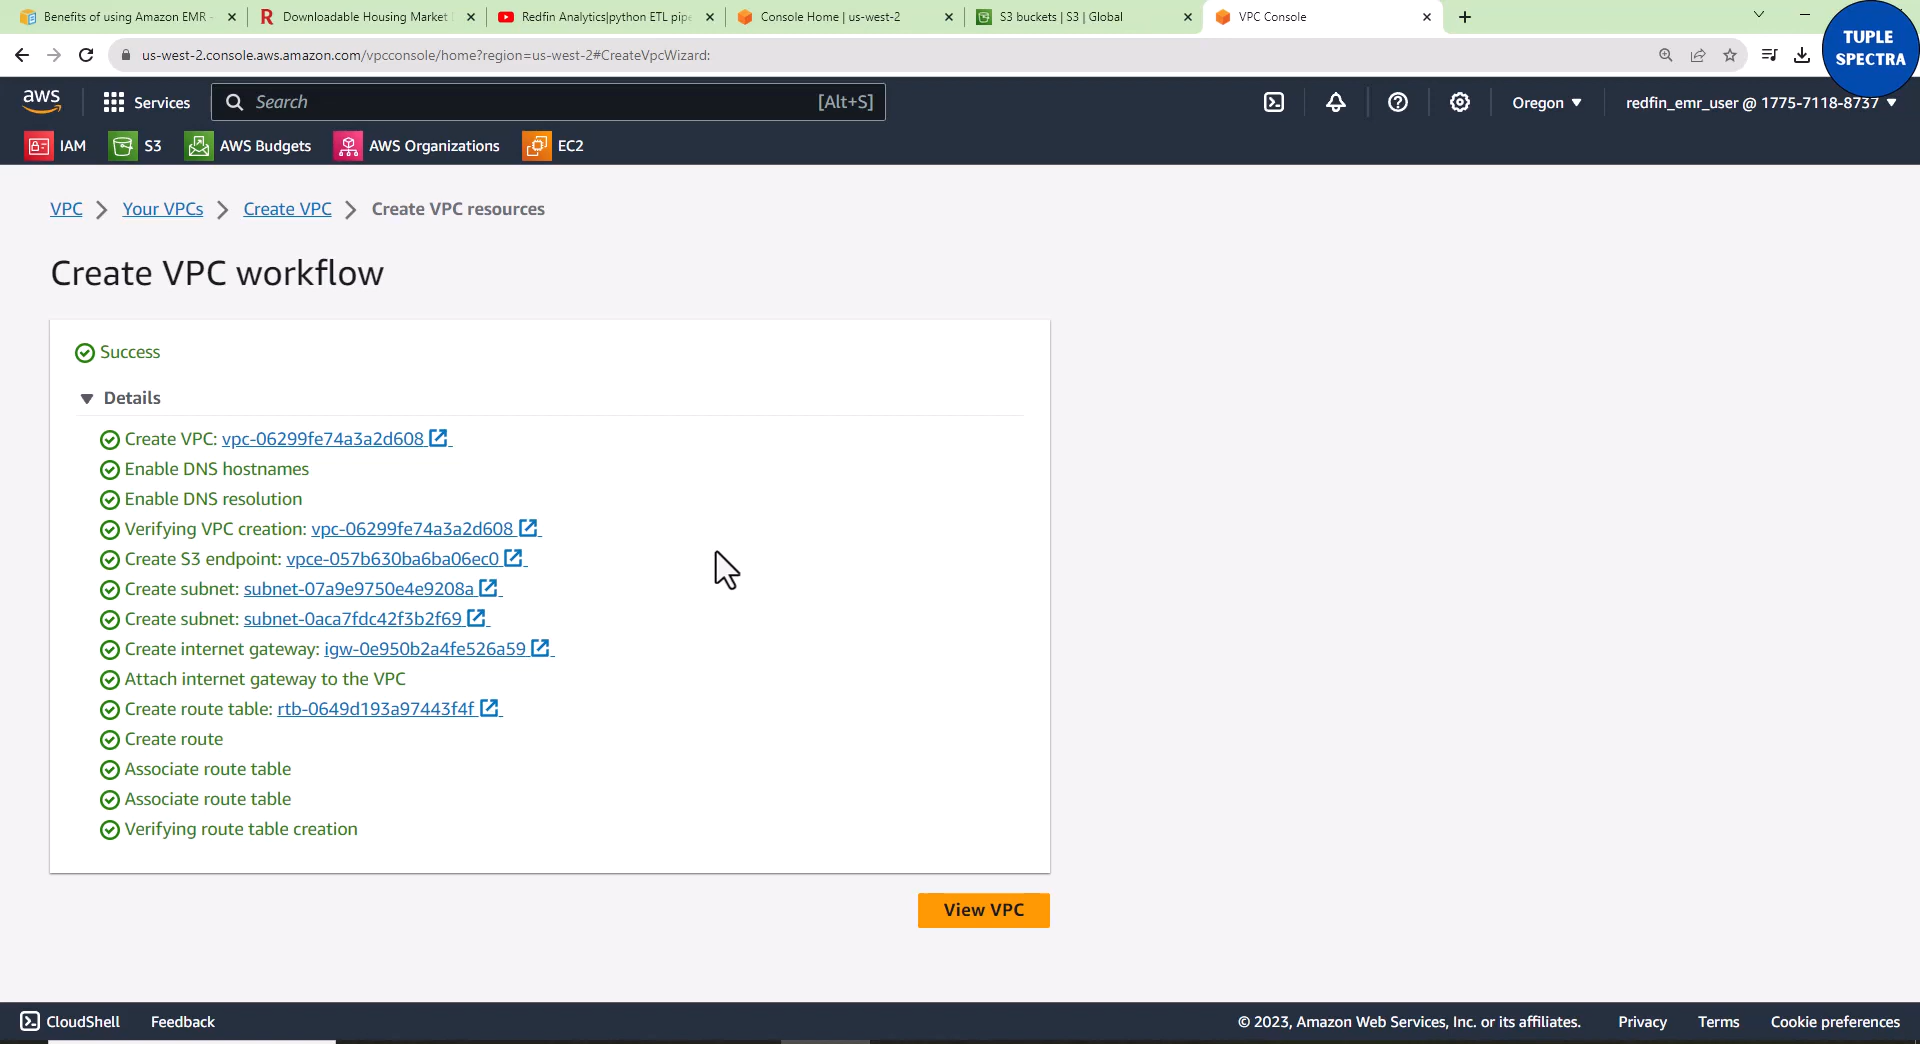 Benefits of using Amazon EMR -
Downloadable Housing Market
Redfin Analytics|python ETL pipe
Console Home | us-west-2
S3 buckets | S3 | Global
VPC Console
us-west-2.console.aws.amazon.com/vpcconsole/home?region=us-west-2#CreateVpcWizard:
TUPLE
SPECTRA
aws
Services
Search
[Alt+S]
Oregon
redfin_emr_user @ 1775-7118-8737
IAM
S3
AWS Budgets
AWS Organizations
EC2
VPC
Your VPCs
Create VPC
Create VPC resources
Create VPC workflow
Success
Details
Create VPC: vpc-06299fe74a3a2d608
Enable DNS hostnames
Enable DNS resolution
Verifying VPC creation: vpc-06299fe74a3a2d608
Create S3 endpoint: vpce-057b630ba6ba06ec0
Create subnet: subnet-07a9e9750e4e9208a
Create subnet: subnet-0aca7fdc42f3b2f69
Create internet gateway: igw-0e950b2a4fe526a59
Attach internet gateway to the VPC
Create route table: rtb-0649d193a97443f4f
Create route
Associate route table
Associate route table
Verifying route table creation
View VPC
CloudShell
Feedback
© 2023, Amazon Web Services, Inc. or its affiliates.
Privacy
Terms
Cookie preferences